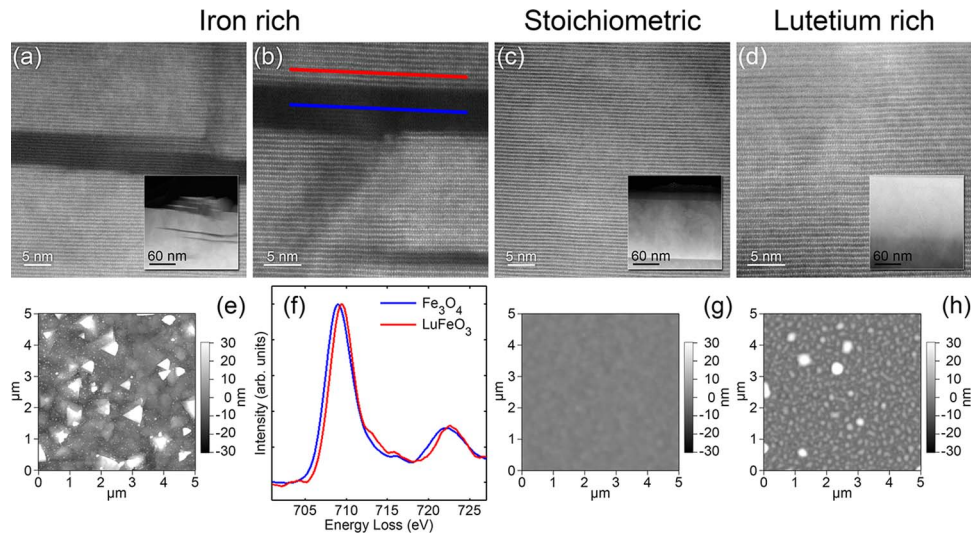 Iron rich
Stoichiometric
Lutetium rich
(a)
5 nm
60 nm
(b)
5 nm
(c)
5 nm
60 nm
(d)
5 nm
60 nm
(e)
µm
5
4
3
2
1
0
0 1 2 3 4 5
µm
30
20
10
0
-10
-20
-30
nm
(f)
Fe3O4
LuFeO3
Intensity (arb. units)
705 710 715 720 725
Energy Loss (eV)
(g)
µm
5
4
3
2
1
0
0 1 2 3 4 5
µm
30
20
10
0
-10
-20
-30
nm
(h)
µm
5
4
3
2
1
0
0 1 2 3 4 5
µm
30
20
10
0
-10
-20
-30
nm